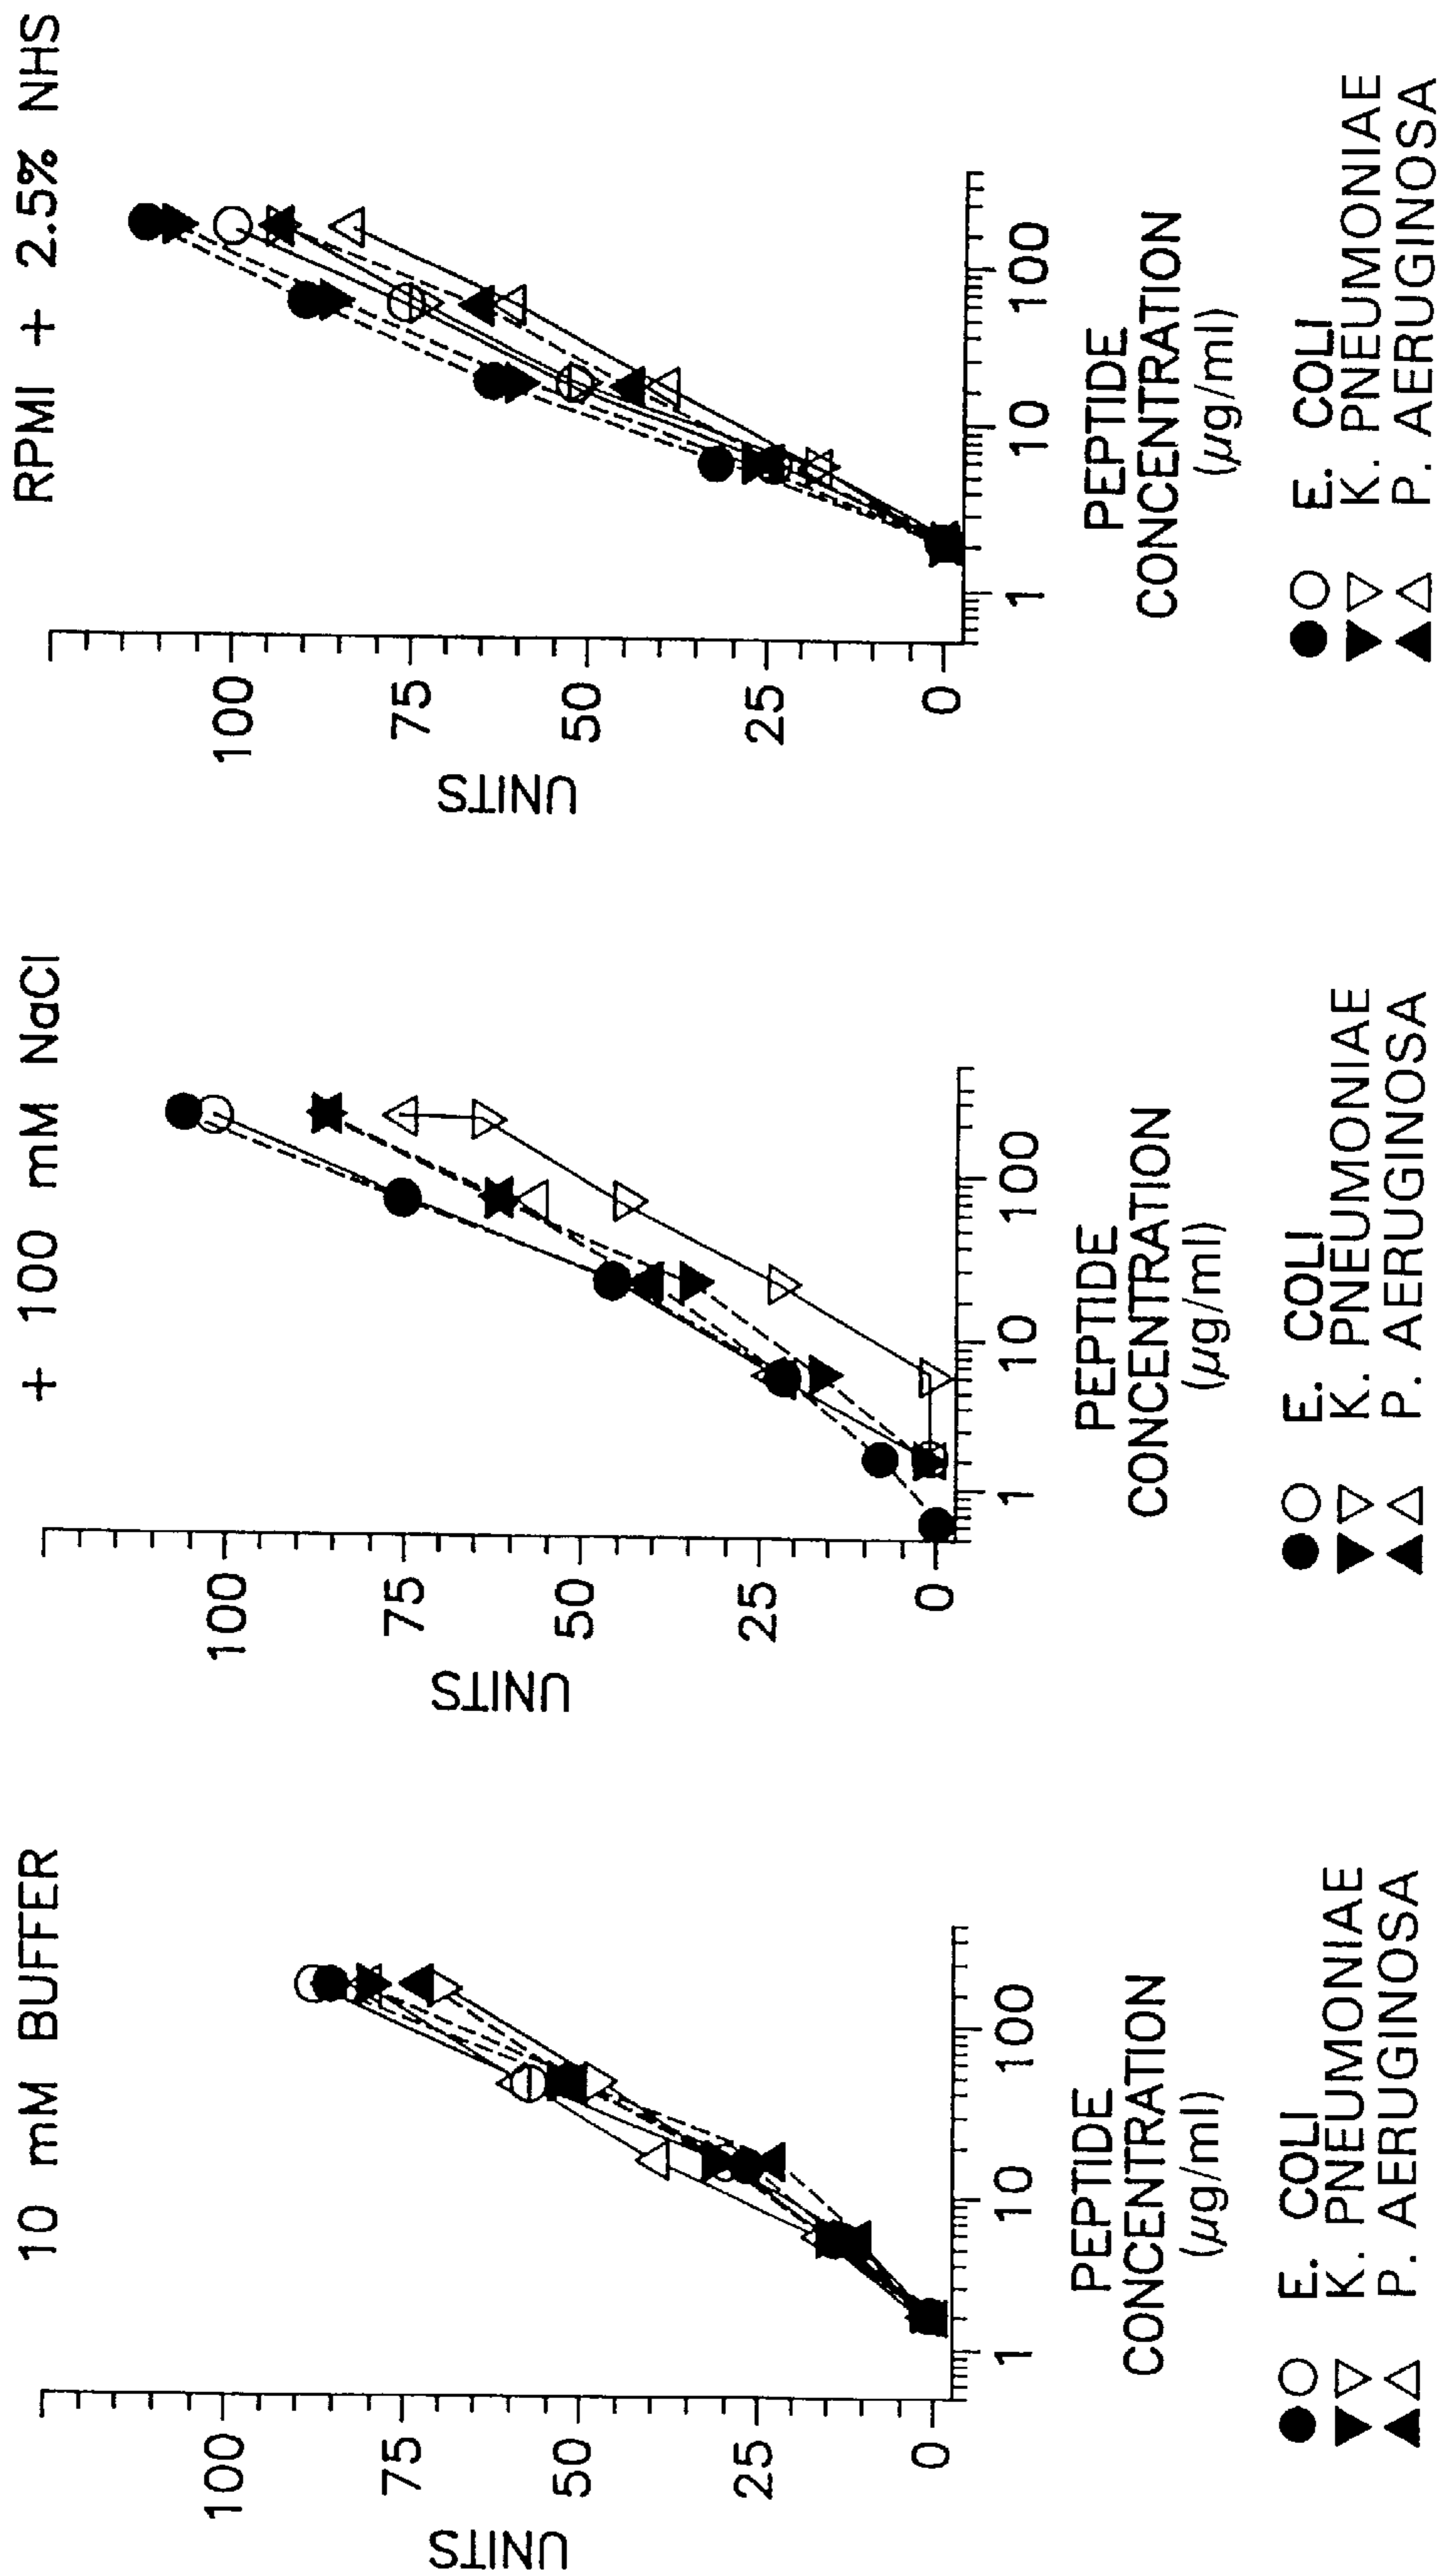 10 mM BUFFER
UNITS
100
75
50
25
0
1
10
100
PEPTIDE
CONCENTRATION
(µg/ml)
E. COLI
K. PNEUMONIAE
P. AERUGINOSA
+ 100 mM NaCl
UNITS
100
75
50
25
0
1
10
100
PEPTIDE
CONCENTRATION
(µg/ml)
E. COLI
K. PNEUMONIAE
P. AERUGINOSA
RPMI + 2.5% NHS
UNITS
100
75
50
25
0
1
10
100
PEPTIDE
CONCENTRATION
(µg/ml)
E. COLI
K. PNEUMONIAE
P. AERUGINOSA